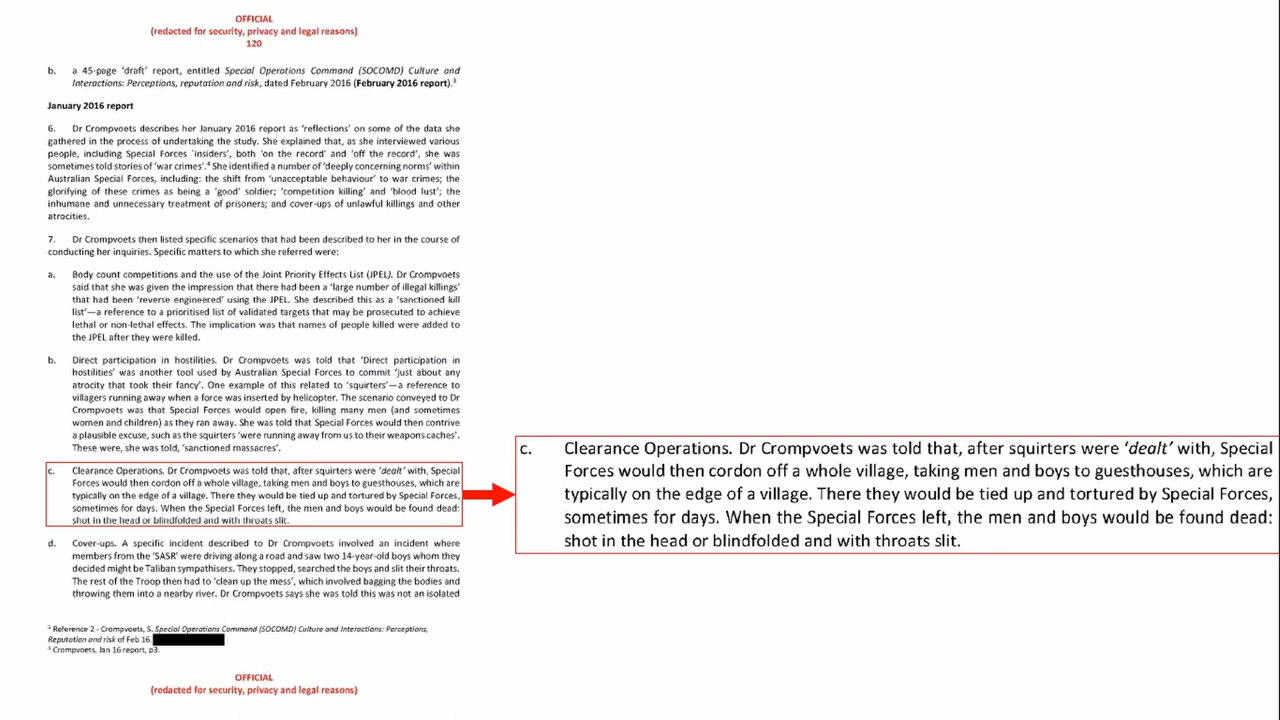 OFFICIAL
(redacted for security, privacy and legal reasons)
120
b. a 45-page 'draft' report, entitled Special Operations Command (SOCOMD) Culture and
Interactions: Perceptions, reputation and risk, dated February 2016 (February 2016 report).³
January 2016 report
6. Dr Crompvoets describes her January 2016 report as 'reflections' on some of the data she
gathered in the process of undertaking the study. She explained that, as she interviewed various
people, including Special Forces `insiders', both 'on the record' and 'off the record', she was
sometimes told stories of 'war crimes'.⁴ She identified a number of 'deeply concerning norms' within
Australian Special Forces, including: the shift from 'unacceptable behaviour' to war crimes; the
glorifying of these crimes as being a 'good' soldier; 'competition killing' and 'blood lust'; the
inhumane and unnecessary treatment of prisoners; and cover-ups of unlawful killings and other
atrocities.
7. Dr Crompvoets then listed specific scenarios that had been described to her in the course of
conducting her inquiries. Specific matters to which she referred were:
a. Body count competitions and the use of the Joint Priority Effects List (JPEL). Dr Crompvoets
said that she was given the impression that there had been a 'large number of illegal killings'
that had been 'reverse engineered' using the JPEL. She described this as a 'sanctioned kill
list'—a reference to a prioritised list of validated targets that may be prosecuted to achieve
lethal or non-lethal effects. The implication was that names of people killed were added to
the JPEL after they were killed.
b. Direct participation in hostilities. Dr Crompvoets was told that 'Direct participation in
hostilities' was another tool used by Australian Special Forces to commit 'just about any
atrocity that took their fancy'. One example of this related to 'squirters'—a reference to
villagers running away when a force was inserted by helicopter. The scenario conveyed to Dr
Crompvoets was that Special Forces would open fire, killing many men (and sometimes
women and children) as they ran away. She was told that Special Forces would then contrive
a plausible excuse, such as the squirters 'were running away from us to their weapons caches'.
These were, she was told, 'sanctioned massacres'.
c. Clearance Operations. Dr Crompvoets was told that, after squirters were 'dealt' with, Special
Forces would then cordon off a whole village, taking men and boys to guesthouses, which are
typically on the edge of a village. There they would be tied up and tortured by Special Forces,
sometimes for days. When the Special Forces left, the men and boys would be found dead:
shot in the head or blindfolded and with throats slit.
d. Cover-ups. A specific incident described to Dr Crompvoets involved an incident where
members from the 'SASR' were driving along a road and saw two 14-year-old boys whom they
decided might be Taliban sympathisers. They stopped, searched the boys and slit their throats.
The rest of the Troop then had to 'clean up the mess', which involved bagging the bodies and
throwing them into a nearby river. Dr Crompvoets says she was told this was not an isolated
³ Reference 2 - Crompvoets, S. Special Operations Command (SOCOMD) Culture and Interactions: Perceptions,
Reputation and risk of Feb 16.
⁴ Crompvoets, Jan 16 report, p3.
OFFICIAL
(redacted for security, privacy and legal reasons)
c. Clearance Operations. Dr Crompvoets was told that, after squirters were 'dealt' with, Special
Forces would then cordon off a whole village, taking men and boys to guesthouses, which are
typically on the edge of a village. There they would be tied up and tortured by Special Forces,
sometimes for days. When the Special Forces left, the men and boys would be found dead:
shot in the head or blindfolded and with throats slit.